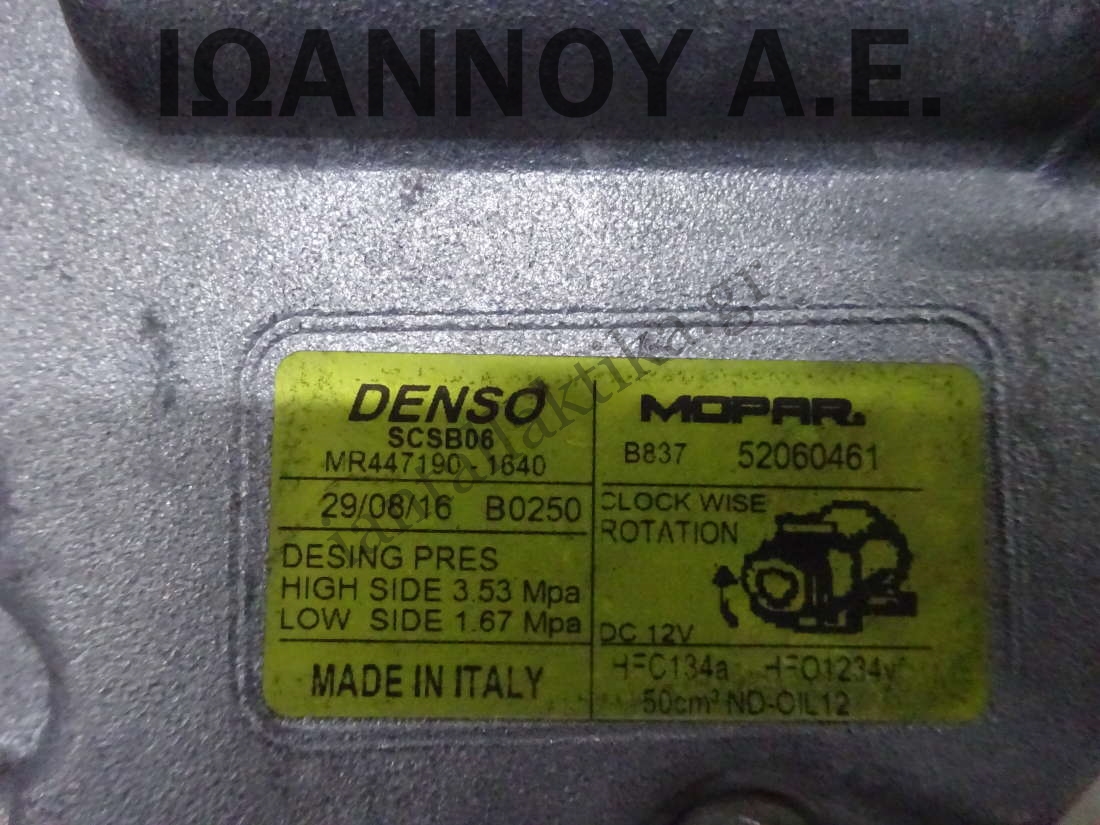 ΙΩΑΝΝΟΥ Α.Ε.
DENSO
SCSB06
MR447190-1640
29/08/16 B0250
DESING PRES
HIGH SIDE 3.53 Mpa
LOW SIDE 1.67 Mpa
MADE IN ITALY
MOPAR
B837 52060461
CLOCK WISE
ROTATION
DC 12V
HFC134a HFO1234y
50cm³ ND-OIL12